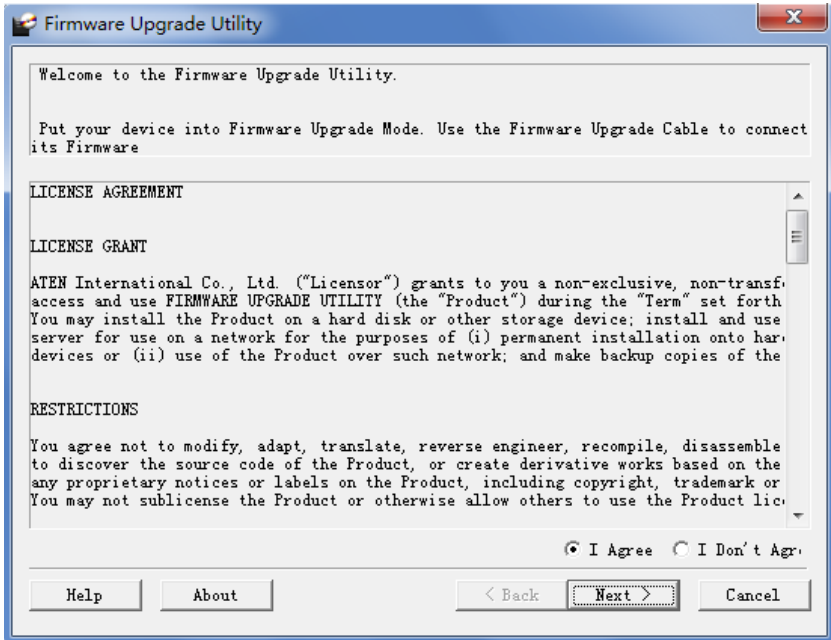 Firmware Upgrade Utility
Welcome to the Firmware Upgrade Utility.
Put your device into Firmware Upgrade Mode. Use the Firmware Upgrade Cable to connect
its Firmware
LICENSE AGREEMENT
LICENSE GRANT
ATEN International Co., Ltd. ("Licensor") grants to you a non-exclusive, non-transf
access and use FIRMWARE UPGRADE UTILITY (the "Product") during the "Term" set forth
You may install the Product on a hard disk or other storage device; install and use
server for use on a network for the purposes of (i) permanent installation onto har
devices or (ii) use of the Product over such network; and make backup copies of the
RESTRICTIONS
You agree not to modify, adapt, translate, reverse engineer, recompile, disassemble
to discover the source code of the Product, or create derivative works based on the
any proprietary notices or labels on the Product, including copyright, trademark or
You may not sublicense the Product or otherwise allow others to use the Product lic
I Agree I Don't Agr
Help About < Back Next > Cancel